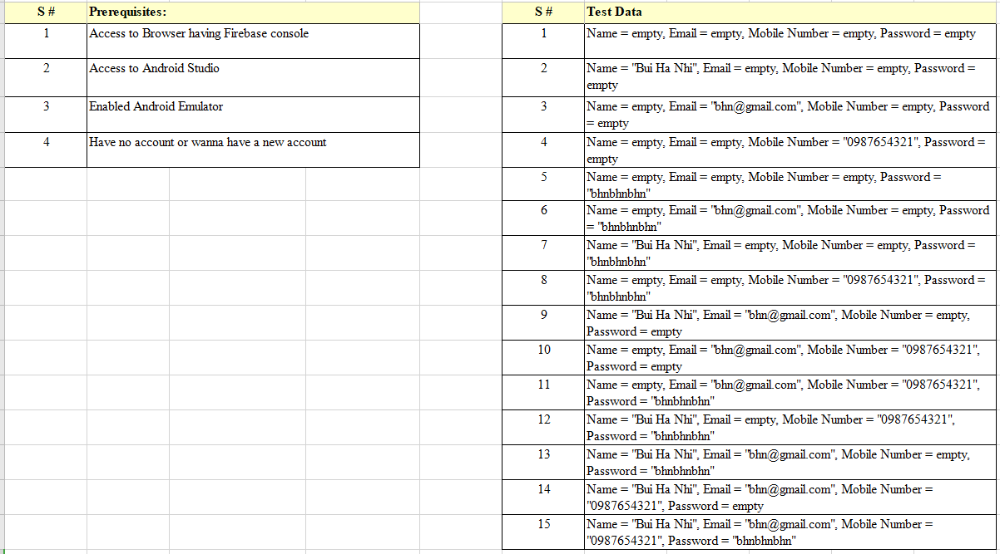 S # Prerequisites:
1 Access to Browser having Firebase console
2 Access to Android Studio
3 Enabled Android Emulator
4 Have no account or wanna have a new account
S # Test Data
1 Name = empty, Email = empty, Mobile Number = empty, Password = empty
2 Name = "Bui Ha Nhi", Email = empty, Mobile Number = empty, Password =
empty
3 Name = empty, Email = "bhn@gmail.com", Mobile Number = empty, Password
= empty
4 Name = empty, Email = empty, Mobile Number = "0987654321", Password =
empty
5 Name = empty, Email = empty, Mobile Number = empty, Password =
"bhnbhnbhn"
6 Name = empty, Email = "bhn@gmail.com", Mobile Number = empty, Password
= "bhnbhnbhn"
7 Name = "Bui Ha Nhi", Email = empty, Mobile Number = empty, Password =
"bhnbhnbhn"
8 Name = empty, Email = empty, Mobile Number = "0987654321", Password =
"bhnbhnbhn"
9 Name = "Bui Ha Nhi", Email = "bhn@gmail.com", Mobile Number = empty,
Password = empty
10 Name = empty, Email = "bhn@gmail.com", Mobile Number = "0987654321",
Password = empty
11 Name = empty, Email = "bhn@gmail.com", Mobile Number = "0987654321",
Password = "bhnbhnbhn"
12 Name = "Bui Ha Nhi", Email = empty, Mobile Number = "0987654321",
Password = "bhnbhnbhn"
13 Name = "Bui Ha Nhi", Email = "bhn@gmail.com", Mobile Number = empty,
Password = "bhnbhnbhn"
14 Name = "Bui Ha Nhi", Email = "bhn@gmail.com", Mobile Number =
"0987654321", Password = empty
15 Name = "Bui Ha Nhi", Email = "bhn@gmail.com", Mobile Number =
"0987654321", Password = "bhnbhnbhn"